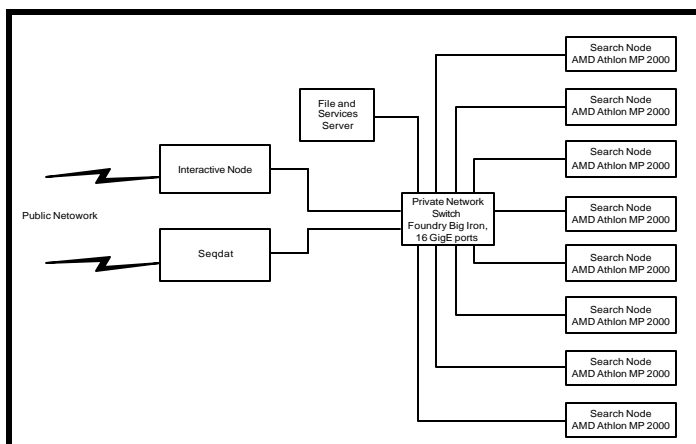 Search Node
AMD Athlon MP 2000
File and
Services
Server
Search Node
AMD Athlon MP 2000
Interactive Node
Search Node
AMD Athlon MP 2000
Public Netowork
Private Network
Switch
Foundry Big Iron,
16 GigE ports
Search Node
AMD Athlon MP 2000
Seqdat
Search Node
AMD Athlon MP 2000
Search Node
AMD Athlon MP 2000
Search Node
AMD Athlon MP 2000
Search Node
AMD Athlon MP 2000